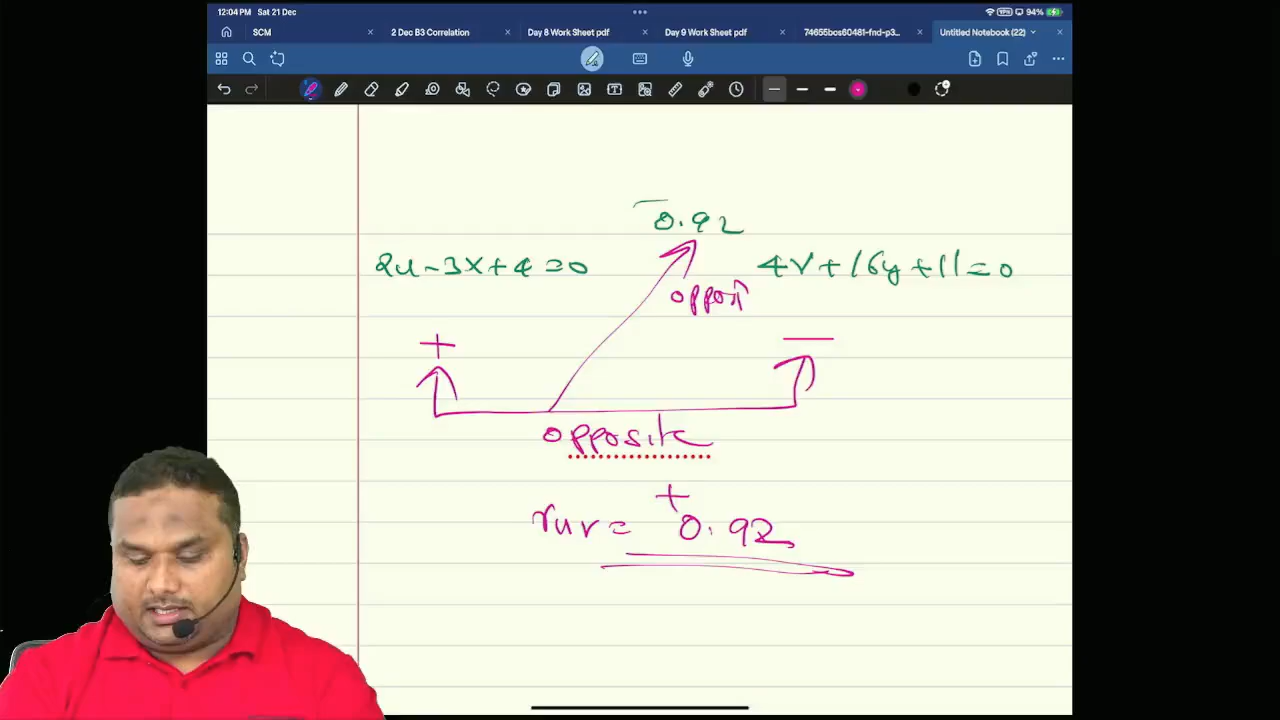 12:04 PM Sat 21 Dec
VPN 94%
SCM
2 Dec B3 Correlation
Day 8 Work Sheet pdf
Day 9 Work Sheet pdf
74655bos60481-fnd-p3...
Untitled Notebook (22)
-0.92
2u-3x+4=0
4v+16y+11=0
opposit
+ -
opposite
ruv= +0.92